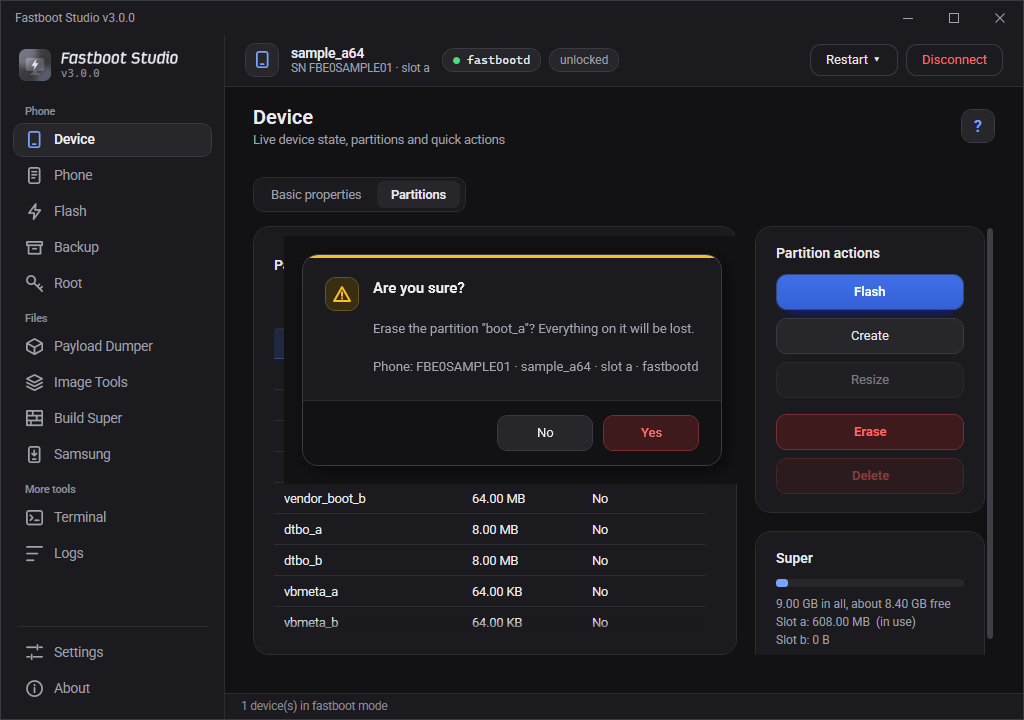 Fastboot Studio v3.0.0
Fastboot Studio
v3.0.0
Phone
Device
Phone
Flash
Backup
Root
Files
Payload Dumper
Image Tools
Build Super
Samsung
More tools
Terminal
Logs
Settings
About
sample_a64
SN FBE0SAMPLE01 · slot a
fastbootd
unlocked
Restart ▾
Disconnect
Device
Live device state, partitions and quick actions
?
Basic properties
Partitions
Are you sure?
Erase the partition "boot_a"? Everything on it will be lost.
Phone: FBE0SAMPLE01 · sample_a64 · slot a · fastbootd
No
Yes
vendor_boot_b 64.00 MB No
dtbo_a 8.00 MB No
dtbo_b 8.00 MB No
vbmeta_a 64.00 KB No
vbmeta_b 64.00 KB No
Partition actions
Flash
Create
Resize
Erase
Delete
Super
9.00 GB in all, about 8.40 GB free
Slot a: 608.00 MB (in use)
Slot b: 0 B
1 device(s) in fastboot mode